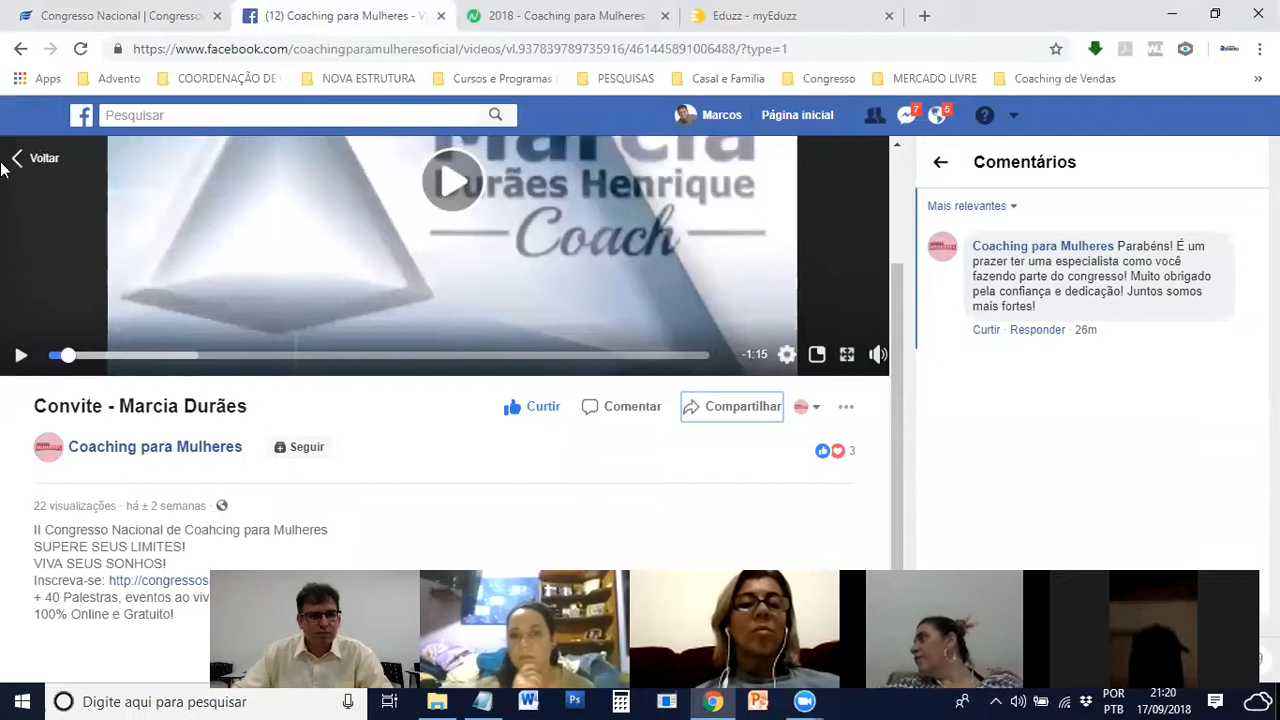 Congresso Nacional | Congresso
(12) Coaching para Mulheres - V
2018 - Coaching para Mulheres
Eduzz - myEduzz
https://www.facebook.com/coachingparamulheresoficial/videos/vl.937839789735916/461445891006488/?type=1
Apps
Advento
COORDENAÇÃO DE
NOVA ESTRUTURA
Cursos e Programas
PESQUISAS
Casal e Familia
Congresso
MERCADO LIVRE
Coaching de Vendas
»
Pesquisar
Marcos
Página inicial
7
5
Voltar
Marcia
Durães Henrique
Coach
-1:15
Convite - Marcia Durães
Curtir
Comentar
Compartilhar
Coaching para Mulheres
Seguir
3
22 visualizações · há ± 2 semanas ·
II Congresso Nacional de Coahcing para Mulheres
SUPERE SEUS LIMITES!
VIVA SEUS SONHOS!
Inscreva-se: http://congressos
+ 40 Palestras, eventos ao viv
100% Online e Gratuito!
Comentários
Mais relevantes
Coaching para Mulheres Parabéns! É um
prazer ter uma especialista como você
fazendo parte do congresso! Muito obrigado
pela confiança e dedicação! Juntos somos
mais fortes!
Curtir · Responder · 26m
Digite aqui para pesquisar
POR
PTB
21:20
17/09/2018